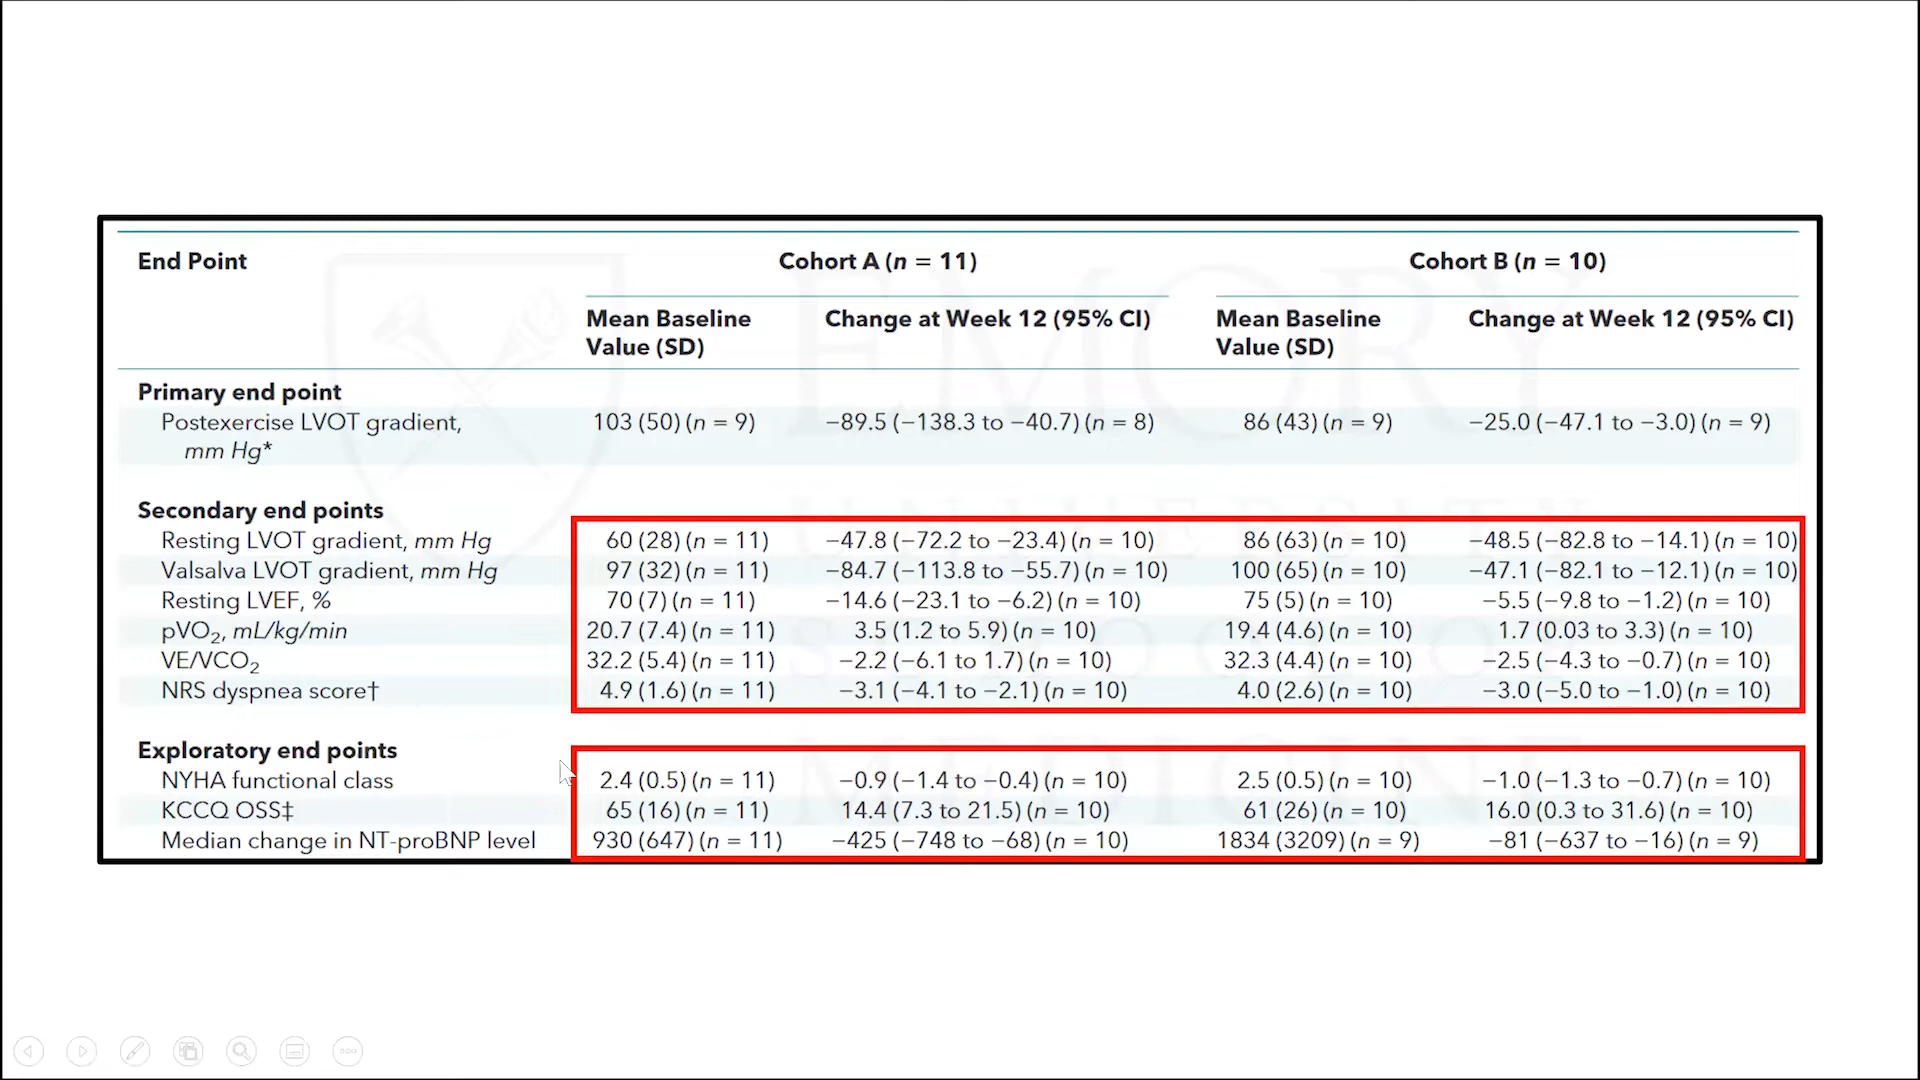 End Point Cohort A (n = 11) Cohort B (n = 10)
Mean Baseline Value (SD) Change at Week 12 (95% CI) Mean Baseline Value (SD) Change at Week 12 (95% CI)
Primary end point
Postexercise LVOT gradient, mm Hg* 103 (50) (n = 9) −89.5 (−138.3 to −40.7) (n = 8) 86 (43) (n = 9) −25.0 (−47.1 to −3.0) (n = 9)
Secondary end points
Resting LVOT gradient, mm Hg 60 (28) (n = 11) −47.8 (−72.2 to −23.4) (n = 10) 86 (63) (n = 10) −48.5 (−82.8 to −14.1) (n = 10)
Valsalva LVOT gradient, mm Hg 97 (32) (n = 11) −84.7 (−113.8 to −55.7) (n = 10) 100 (65) (n = 10) −47.1 (−82.1 to −12.1) (n = 10)
Resting LVEF, % 70 (7) (n = 11) −14.6 (−23.1 to −6.2) (n = 10) 75 (5) (n = 10) −5.5 (−9.8 to −1.2) (n = 10)
pVO₂, mL/kg/min 20.7 (7.4) (n = 11) 3.5 (1.2 to 5.9) (n = 10) 19.4 (4.6) (n = 10) 1.7 (0.03 to 3.3) (n = 10)
VE/VCO₂ 32.2 (5.4) (n = 11) −2.2 (−6.1 to 1.7) (n = 10) 32.3 (4.4) (n = 10) −2.5 (−4.3 to −0.7) (n = 10)
NRS dyspnea score† 4.9 (1.6) (n = 11) −3.1 (−4.1 to −2.1) (n = 10) 4.0 (2.6) (n = 10) −3.0 (−5.0 to −1.0) (n = 10)
Exploratory end points
NYHA functional class 2.4 (0.5) (n = 11) −0.9 (−1.4 to −0.4) (n = 10) 2.5 (0.5) (n = 10) −1.0 (−1.3 to −0.7) (n = 10)
KCCQ OSS‡ 65 (16) (n = 11) 14.4 (7.3 to 21.5) (n = 10) 61 (26) (n = 10) 16.0 (0.3 to 31.6) (n = 10)
Median change in NT-proBNP level 930 (647) (n = 11) −425 (−748 to −68) (n = 10) 1834 (3209) (n = 9) −81 (−637 to −16) (n = 9)
EMORY
UNIVERSITY
SCHOOL OF
MEDICINE